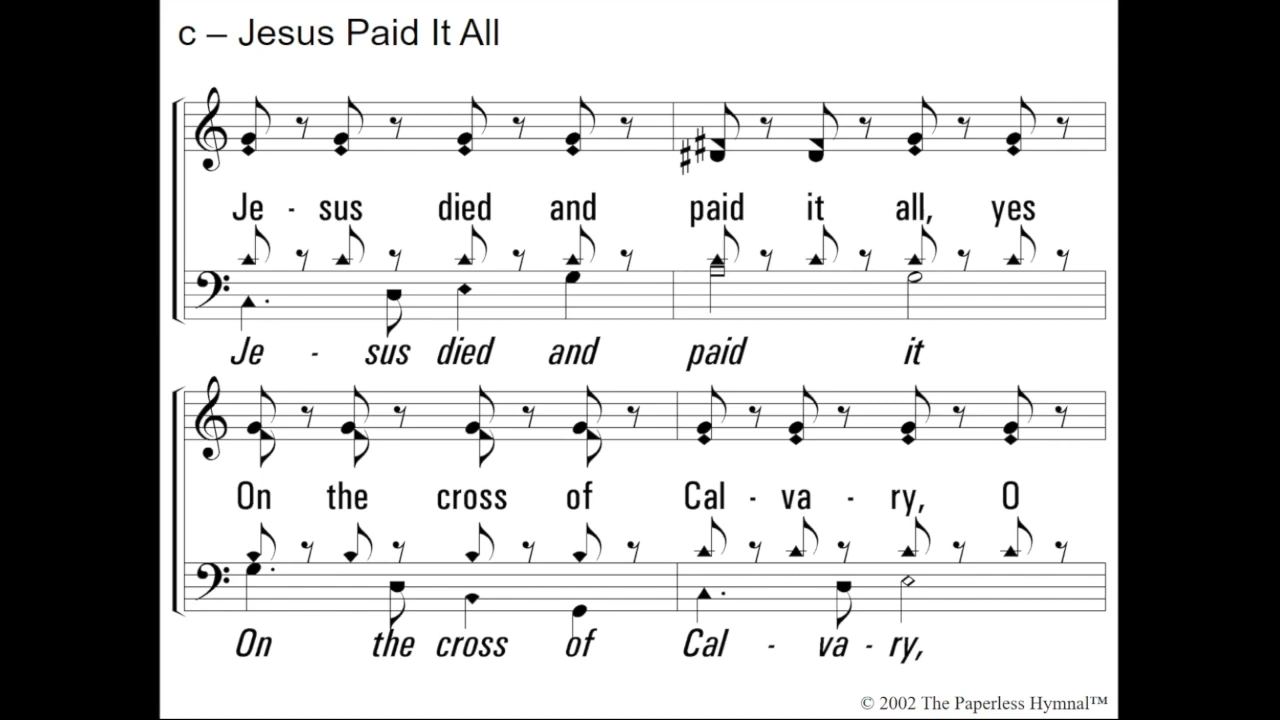 c – Jesus Paid It All
Je - sus died and paid it all, yes
Je - sus died and paid it
On the cross of Cal - va - ry, O
On the cross of Cal - va - ry,
© 2002 The Paperless Hymnal™